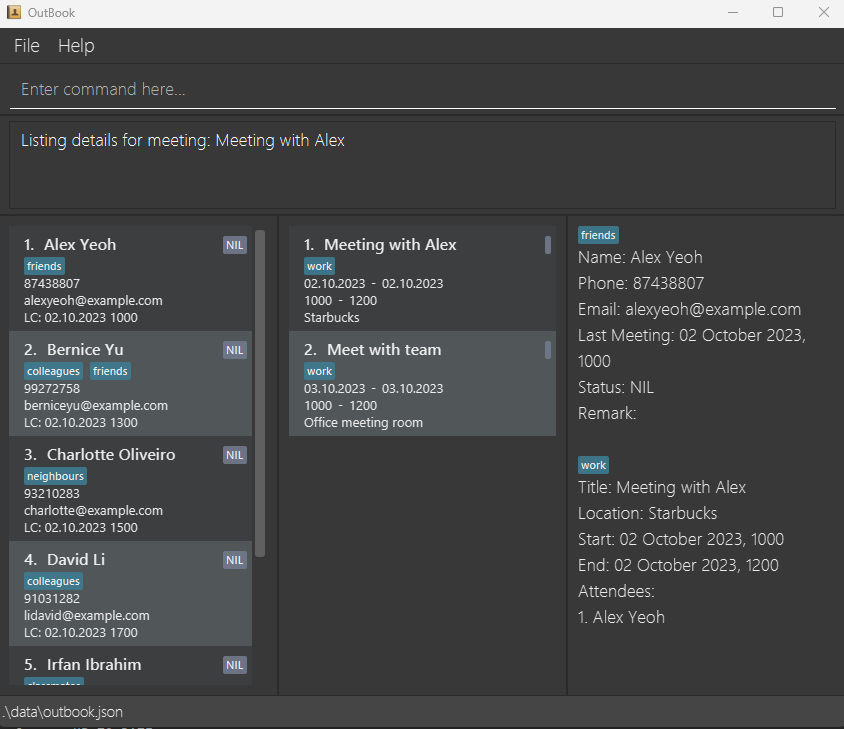 OutBook
File Help
Enter command here...
Listing details for meeting: Meeting with Alex
1. Alex Yeoh NIL
friends
87438807
alexyeoh@example.com
LC: 02.10.2023 1000
2. Bernice Yu NIL
colleagues friends
99272758
berniceyu@example.com
LC: 02.10.2023 1300
3. Charlotte Oliveiro NIL
neighbours
93210283
charlotte@example.com
LC: 02.10.2023 1500
4. David Li NIL
colleagues
91031282
lidavid@example.com
LC: 02.10.2023 1700
5. Irfan Ibrahim NIL
1. Meeting with Alex
work
02.10.2023 - 02.10.2023
1000 - 1200
Starbucks
2. Meet with team
work
03.10.2023 - 03.10.2023
1000 - 1200
Office meeting room
friends
Name: Alex Yeoh
Phone: 87438807
Email: alexyeoh@example.com
Last Meeting: 02 October 2023,
1000
Status: NIL
Remark:
work
Title: Meeting with Alex
Location: Starbucks
Start: 02 October 2023, 1000
End: 02 October 2023, 1200
Attendees:
1. Alex Yeoh
.\data\outbook.json